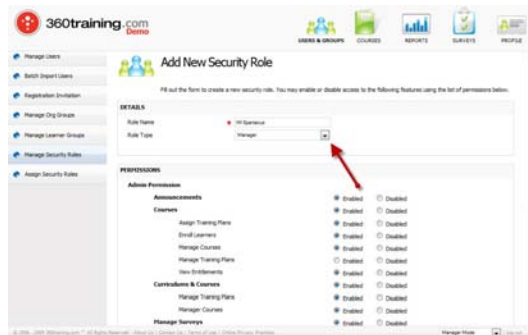 360training.com
Demo
USERS & GROUPS
COURSES
REPORTS
SURVEYS
PROFILE
Manage Users
Batch Import Users
Registration Invitation
Manage Org Groups
Manage Learner Groups
Manage Security Roles
Assign Security Roles
Add New Security Role
Fill out the form to create a new security role. You may enable or disable access to the following features using the list of permissions below.
DETAILS
Role Name
Role Type Manager
PERMISSIONS
Admin Permission
Announcements Enabled Disabled
Courses Enabled Disabled
Assign Training Plans Enabled Disabled
Enroll Learners Enabled Disabled
Manage Courses Enabled Disabled
Manage Training Plans Enabled Disabled
View Entitlements Enabled Disabled
Curriculums & Courses Enabled Disabled
Manage Training Plans Enabled Disabled
Manager Courses Enabled Disabled
Manage Surveys Enabled Disabled
Manager Mode